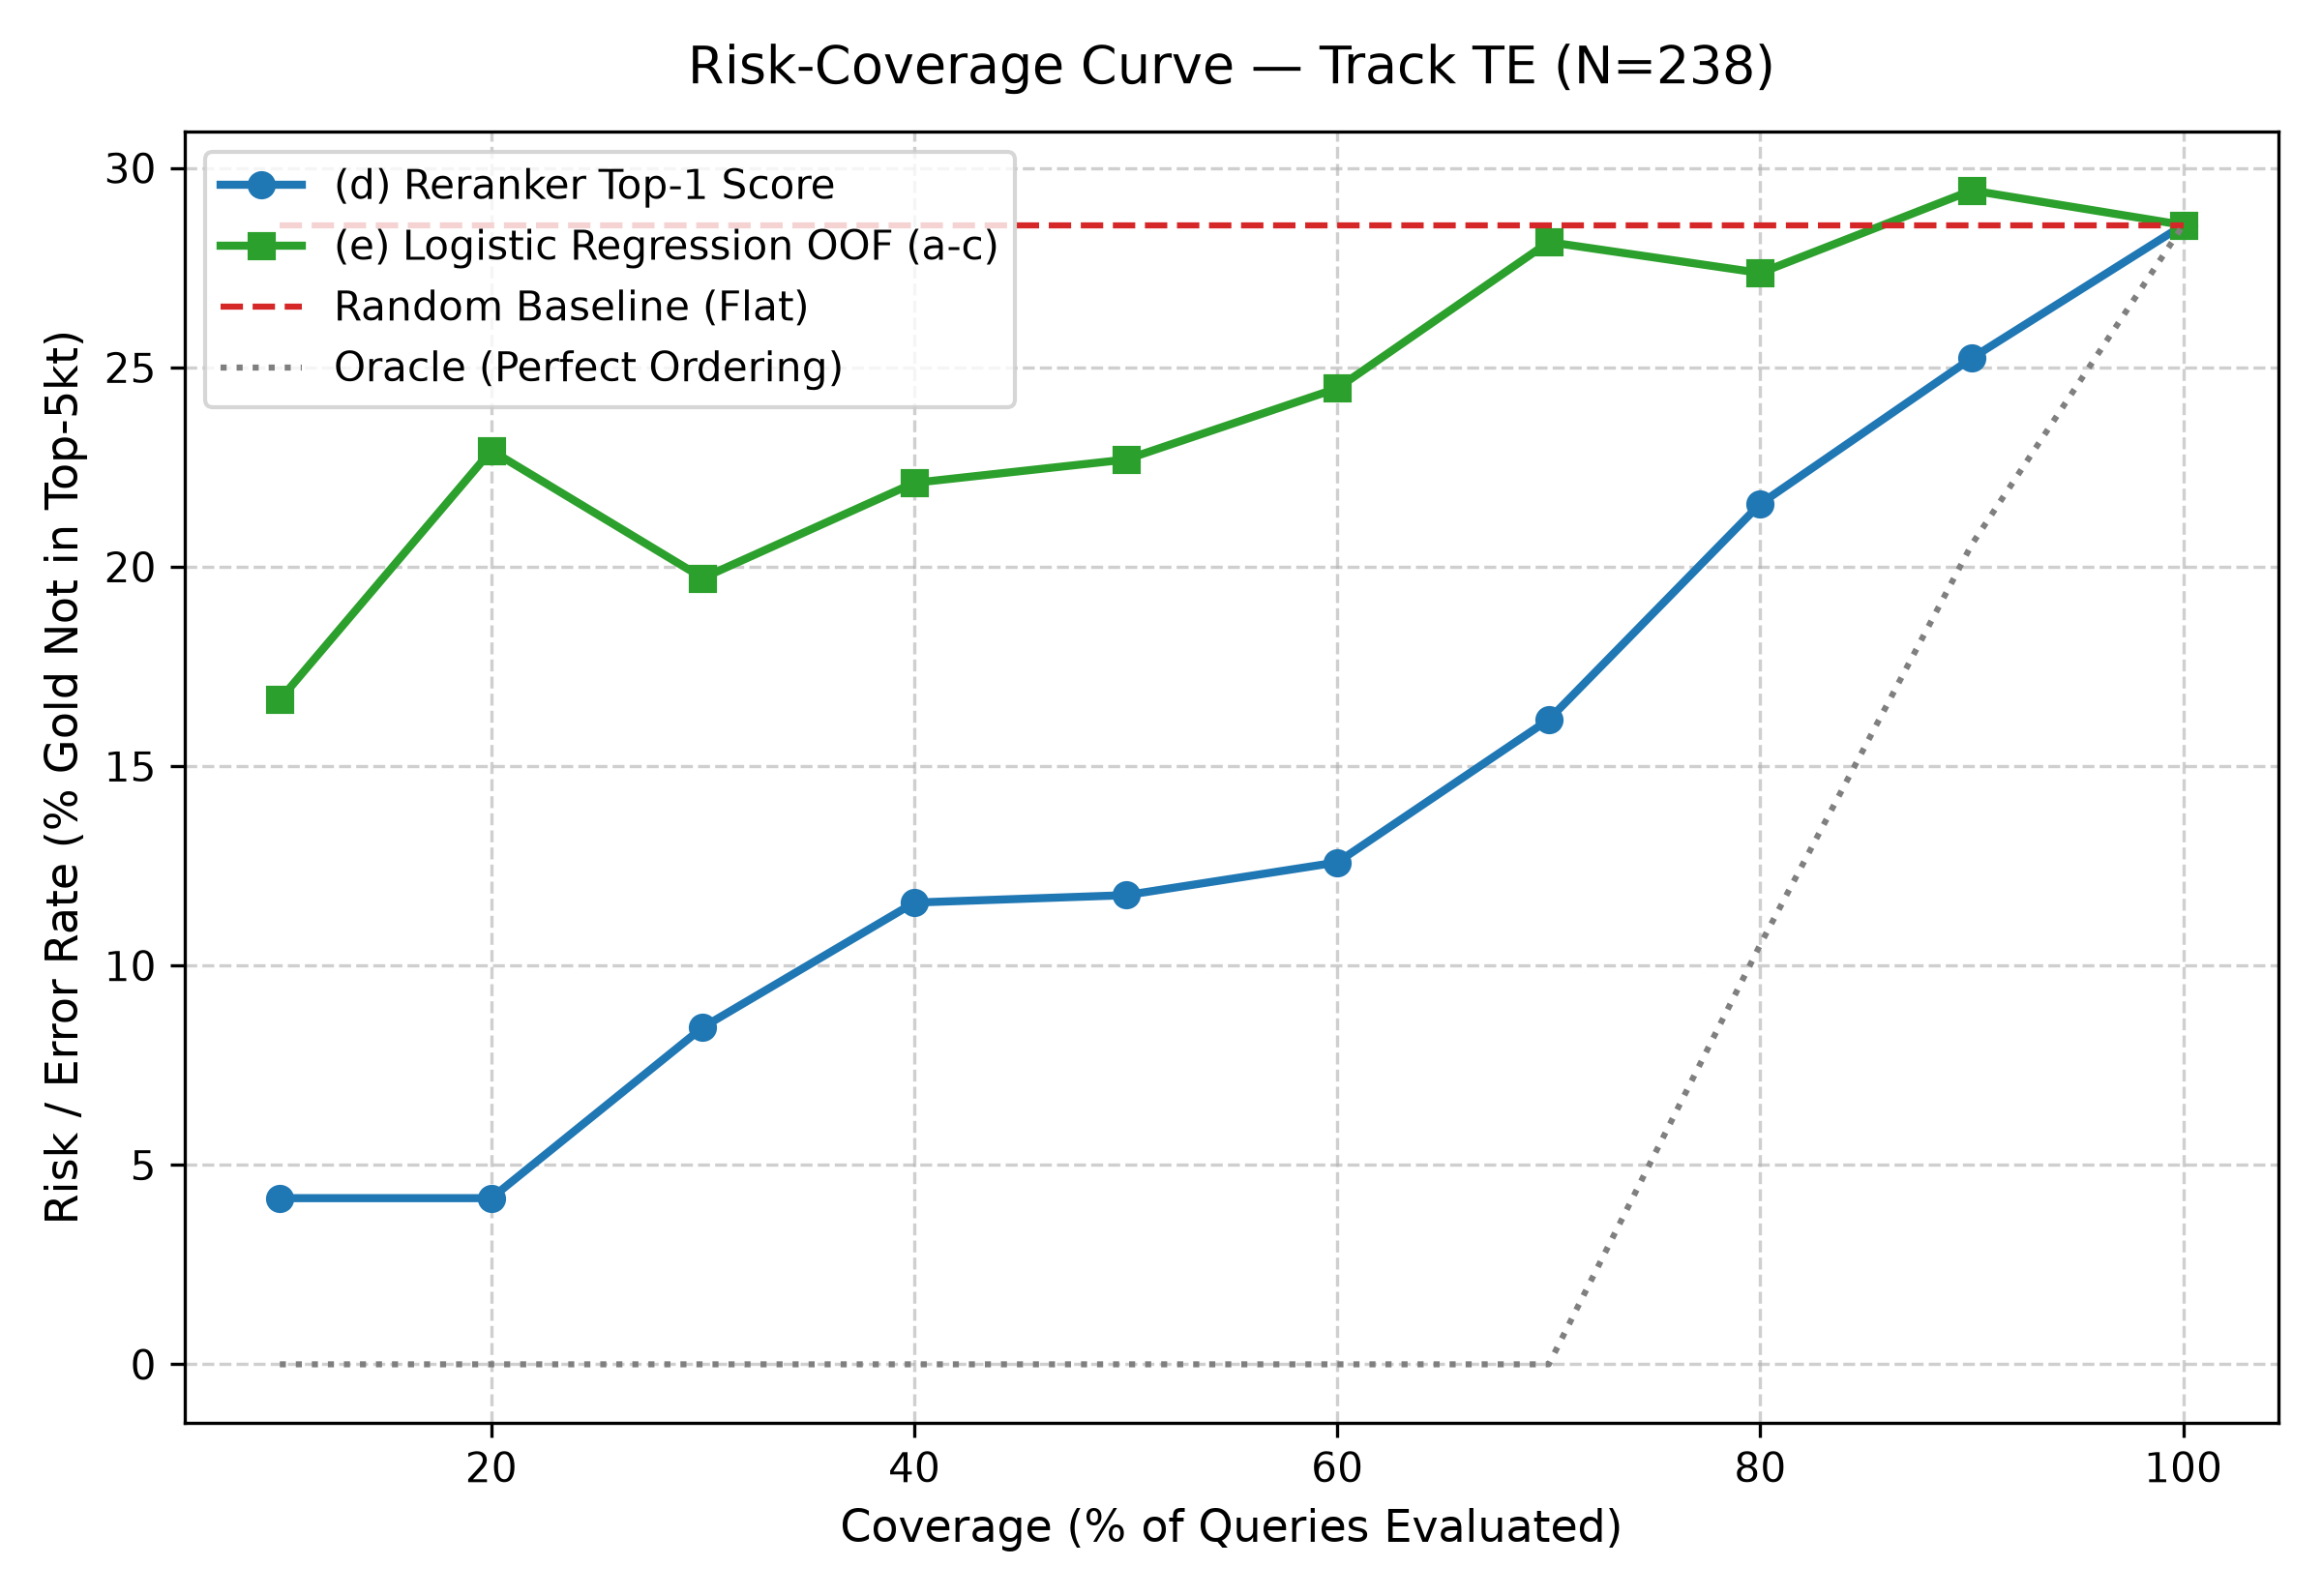 Risk-Coverage Curve — Track TE (N=238)
30
25
20
15
10
5
0
Risk / Error Rate (% Gold Not in Top-5kt)
(d) Reranker Top-1 Score
(e) Logistic Regression OOF (a-c)
Random Baseline (Flat)
Oracle (Perfect Ordering)
20
40
60
80
100
Coverage (% of Queries Evaluated)